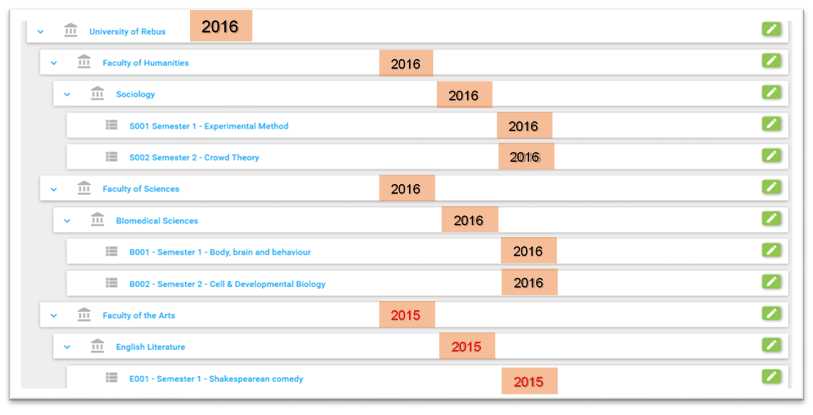 University of Rebus 2016
Faculty of Humanities 2016
Sociology 2016
S001 Semester 1 - Experimental Method 2016
S002 Semester 2 - Crowd Theory 2016
Faculty of Sciences 2016
Biomedical Sciences 2016
B001 - Semester 1 - Body, brain and behaviour 2016
B002 - Semester 2 - Cell & Developmental Biology 2016
Faculty of the Arts 2015
English Literature 2015
E001 - Semester 1 - Shakespearean comedy 2015